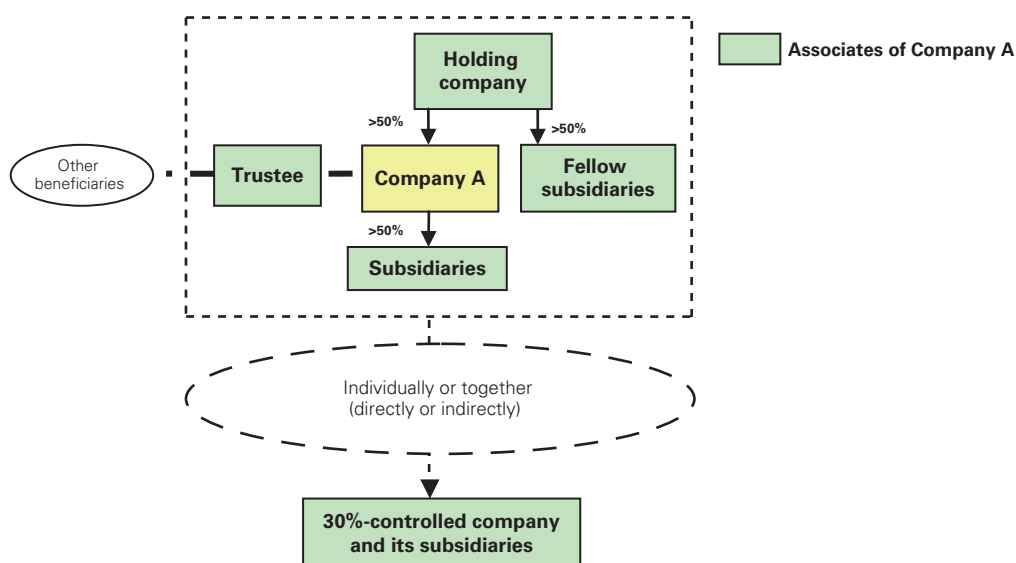 Holding
company
Associates of Company A
>50%
>50%
Other
beneficiaries
Trustee
Company A
Fellow
subsidiaries
>50%
Subsidiaries
Individually or together
(directly or indirectly)
30%-controlled company
and its subsidiaries